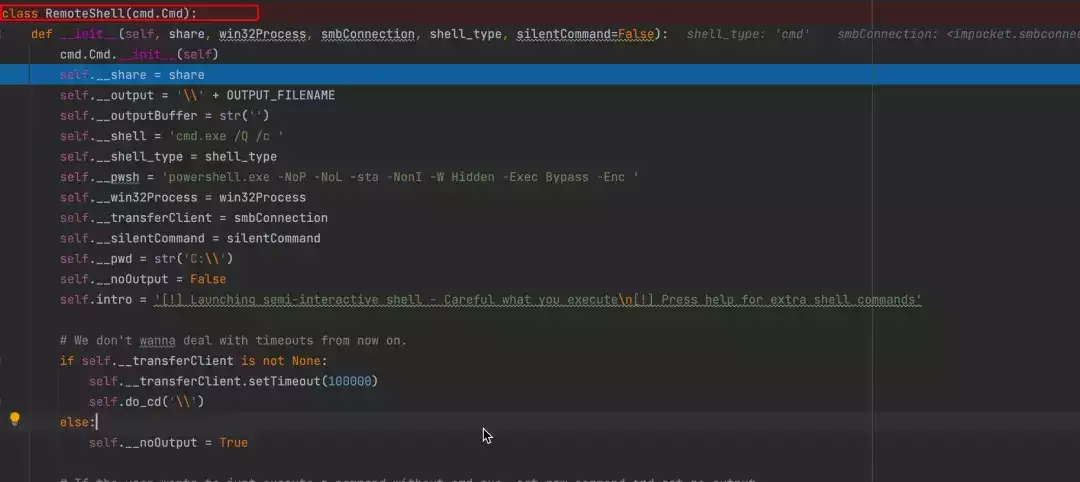 class RemoteShell(cmd.Cmd):
def __init__(self, share, win32Process, smbConnection, shell_type, silentCommand=False): shell_type: 'cmd' smbConnection: <impacket.smbconnec
cmd.Cmd.__init__(self)
self.__share = share
self.__output = '\\' + OUTPUT_FILENAME
self.__outputBuffer = str('')
self.__shell = 'cmd.exe /Q /c '
self.__shell_type = shell_type
self.__pwsh = 'powershell.exe -NoP -NoL -sta -NonI -W Hidden -Exec Bypass -Enc '
self.__win32Process = win32Process
self.__transferClient = smbConnection
self.__silentCommand = silentCommand
self.__pwd = str('C:\\')
self.__noOutput = False
self.intro = '[!] Launching semi-interactive shell - Careful what you execute\n[!] Press help for extra shell commands'
# We don't wanna deal with timeouts from now on.
if self.__transferClient is not None:
self.__transferClient.setTimeout(100000)
self.do_cd('\\')
else:
self.__noOutput = True